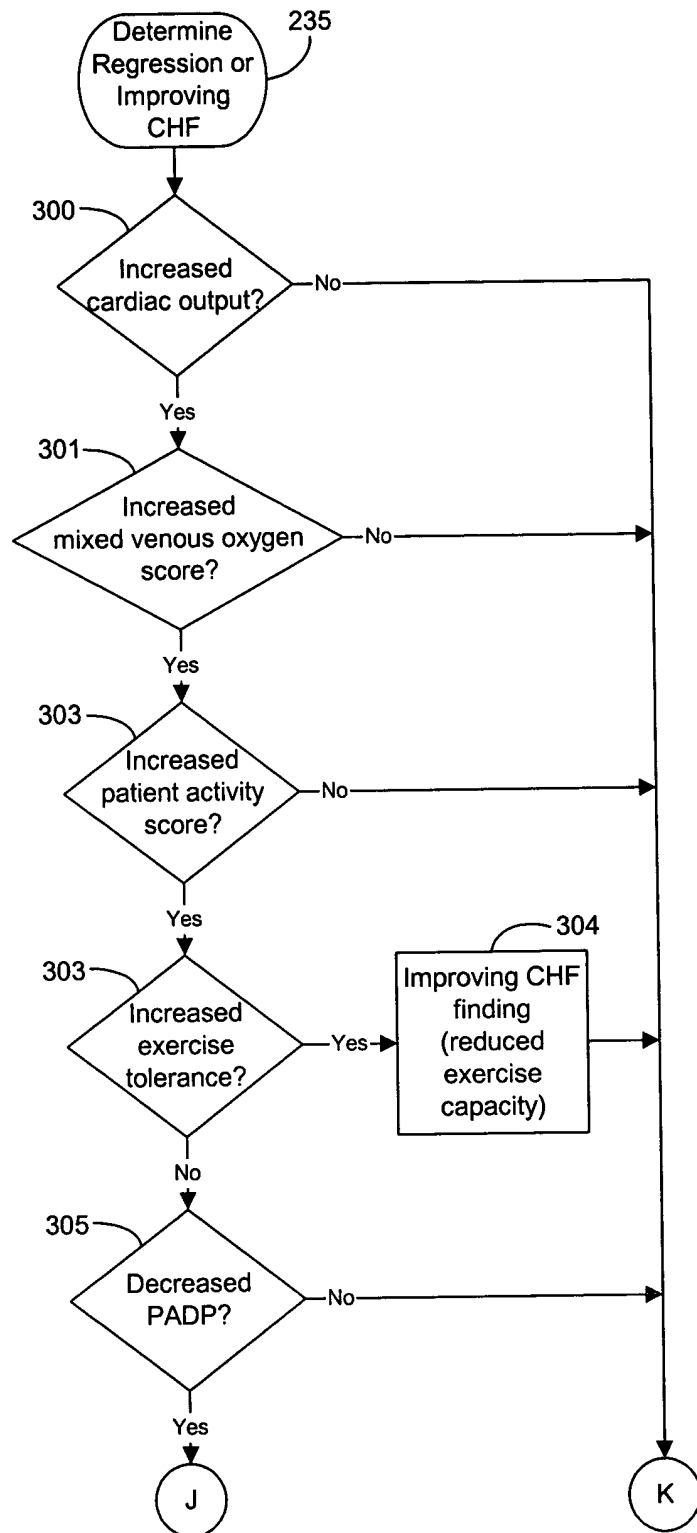 Determine
Regression or
Improving
CHF
235
300
Increased
cardiac output?
No
Yes
301
Increased
mixed venous oxygen
score?
No
Yes
303
Increased
patient activity
score?
No
Yes
303
Increased
exercise
tolerance?
Yes
304
Improving CHF
finding
(reduced
exercise
capacity)
No
305
Decreased
PADP?
No
Yes
J
K